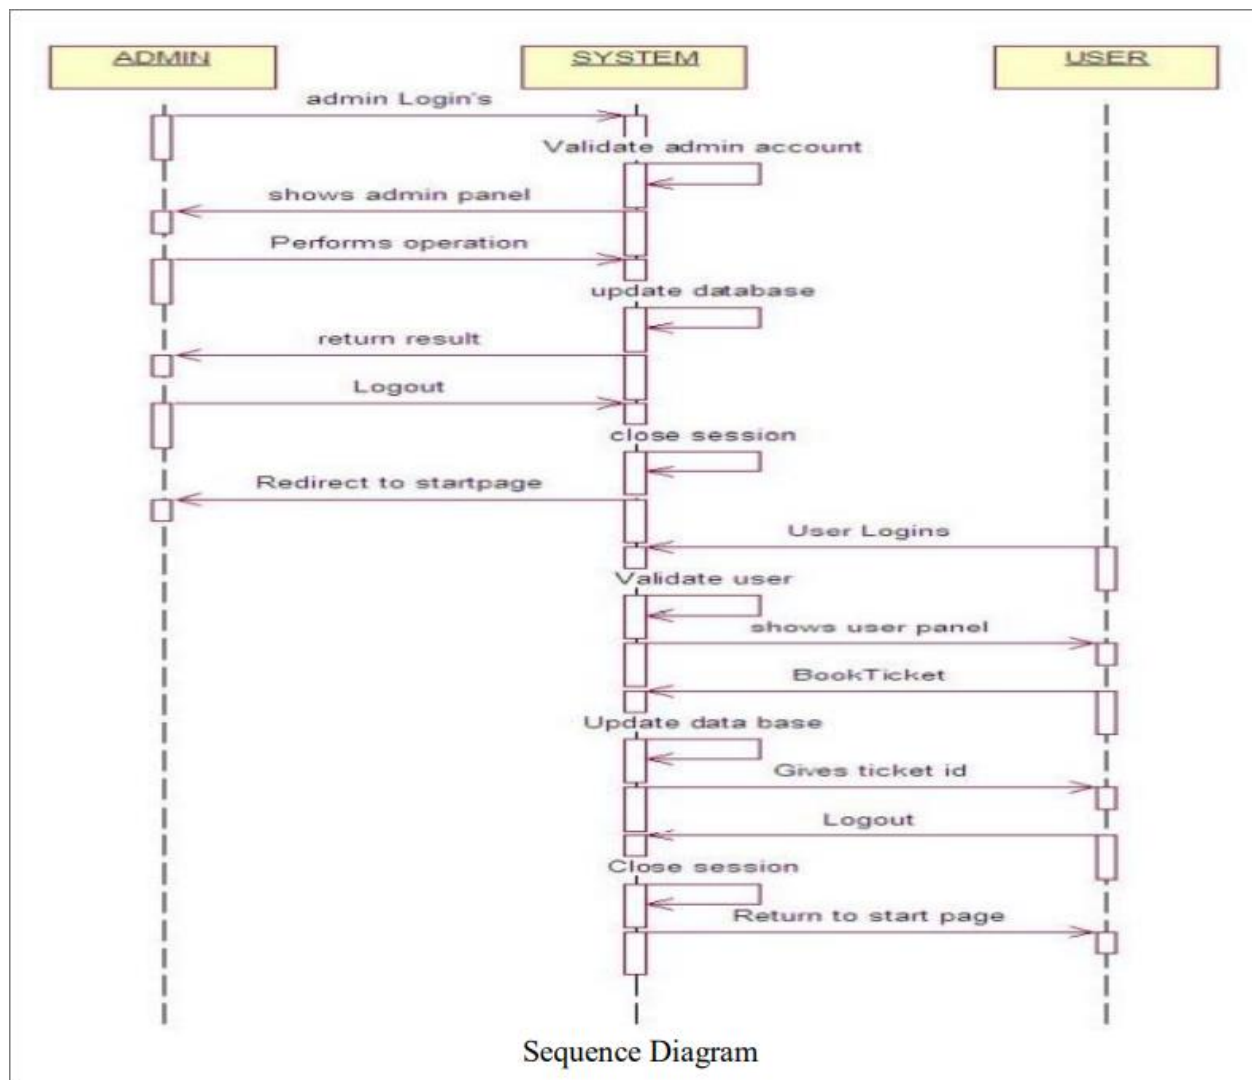 ADMIN
SYSTEM
USER
admin Login's
Validate admin account
shows admin panel
Performs operation
update database
return result
Logout
close session
Redirect to startpage
User Logins
Validate user
shows user panel
BookTicket
Update data base
Gives ticket id
Logout
Close session
Return to start page
Sequence Diagram